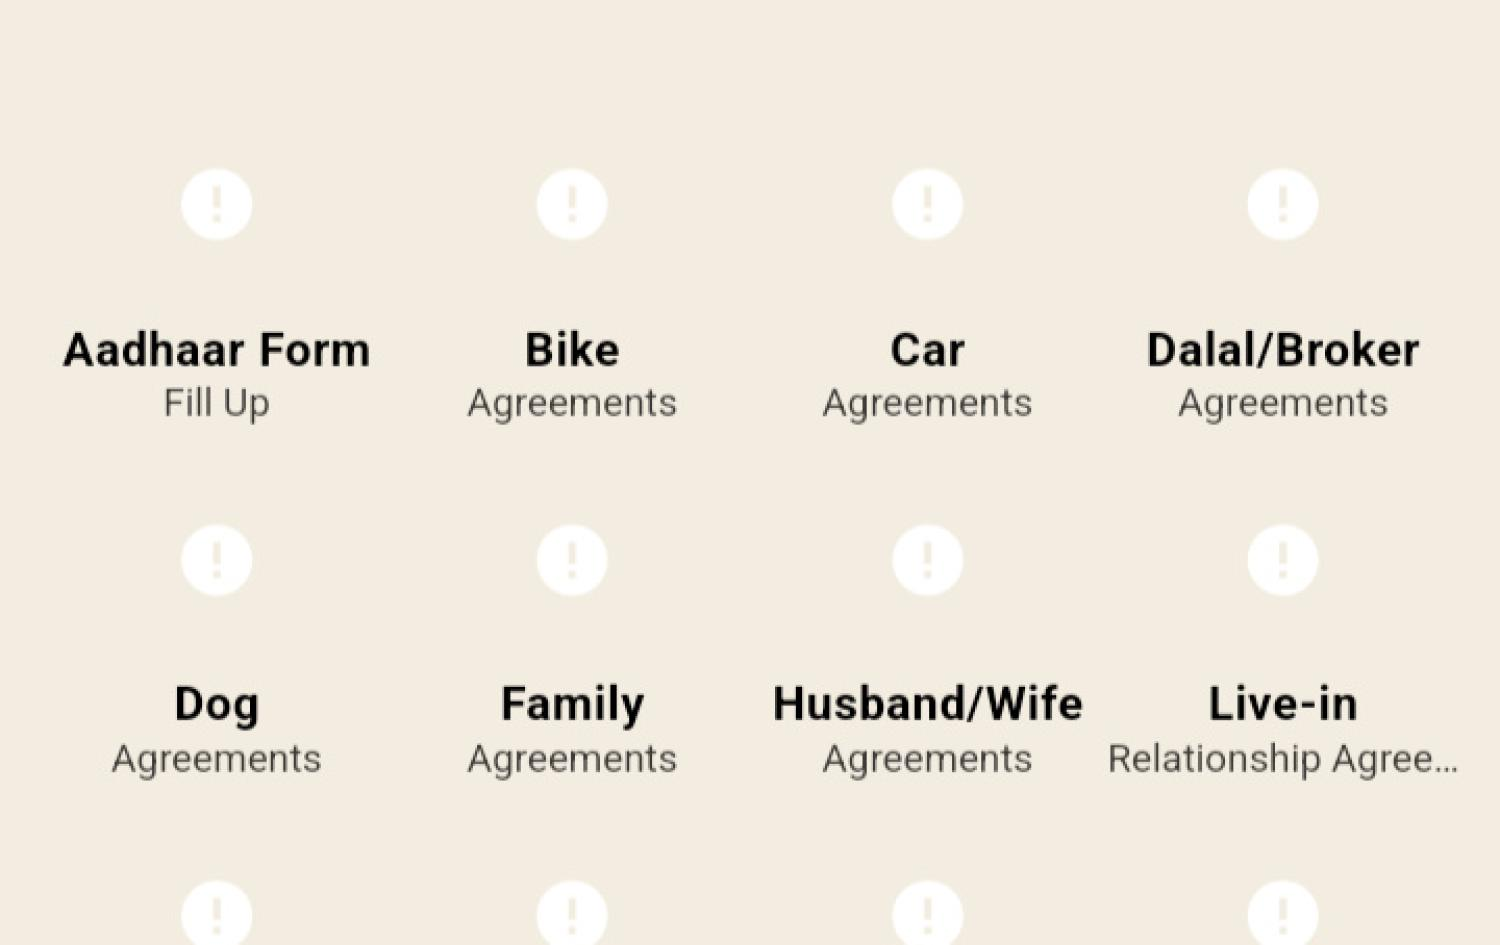 Aadhaar Form
Fill Up
Bike
Agreements
Car
Agreements
Dalal/Broker
Agreements
Dog
Agreements
Family
Agreements
Husband/Wife
Agreements
Live-in
Relationship Agree...